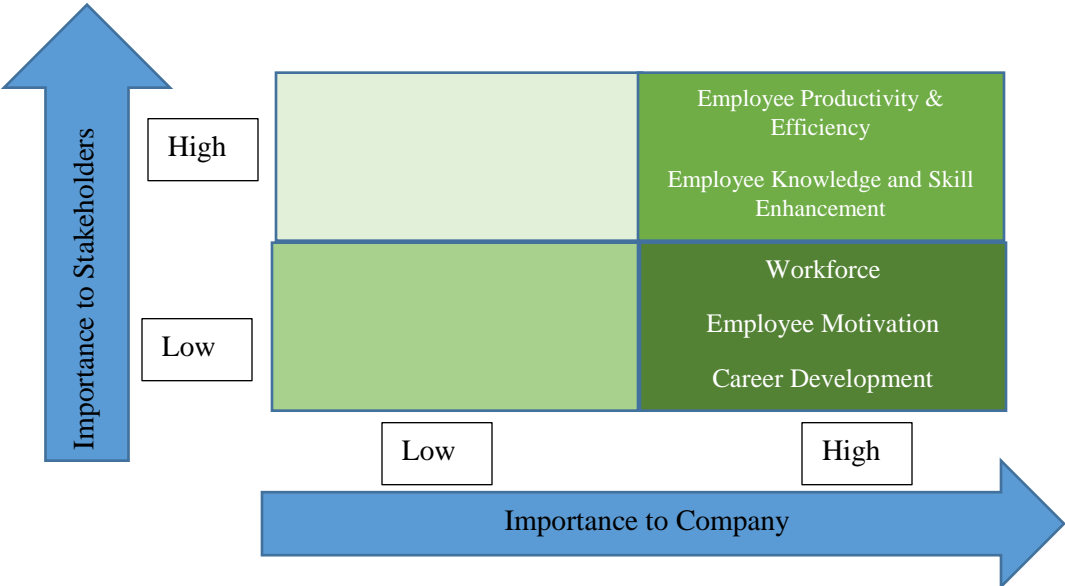 Importance to Stakeholders
High
Employee Productivity &
Efficiency
Employee Knowledge and Skill
Enhancement
Low
Workforce
Employee Motivation
Career Development
Low
High
Importance to Company